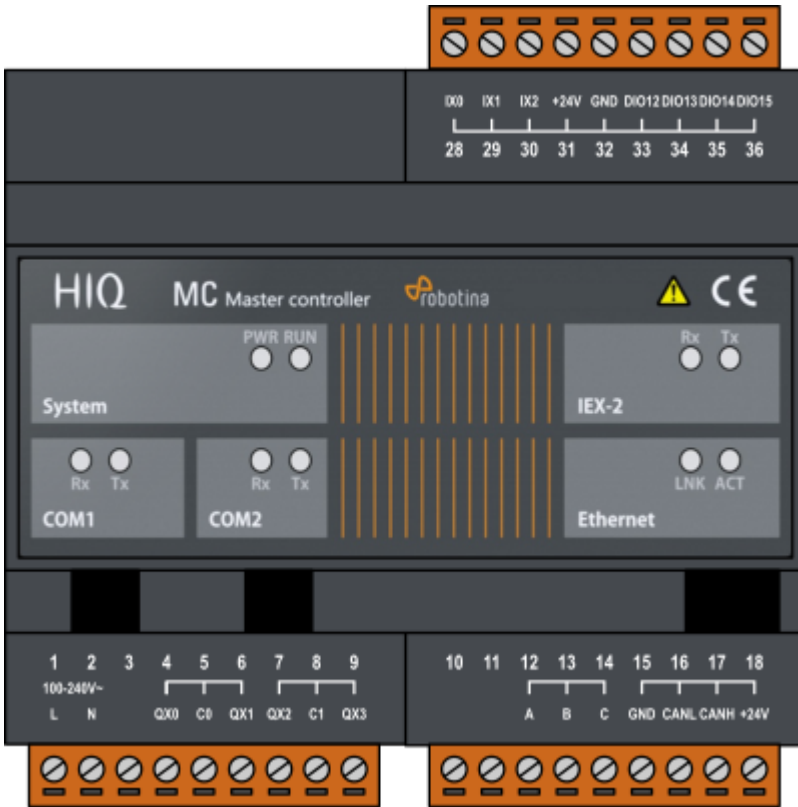 IX0 IX1 IX2 +24V GND DIO12 DIO13 DIO14 DIO15
28 29 30 31 32 33 34 35 36
HIQ MC Master controller robotina CE
PWR RUN
Rx Tx
System
IEX-2
Rx Tx
Rx Tx
LNK ACT
COM1
COM2
Ethernet
1 2 3 4 5 6 7 8 9
10 11 12 13 14 15 16 17 18
100-240V~
L N QX0 C0 QX1 QX2 C1 QX3
A B C GND CANL CANH +24V